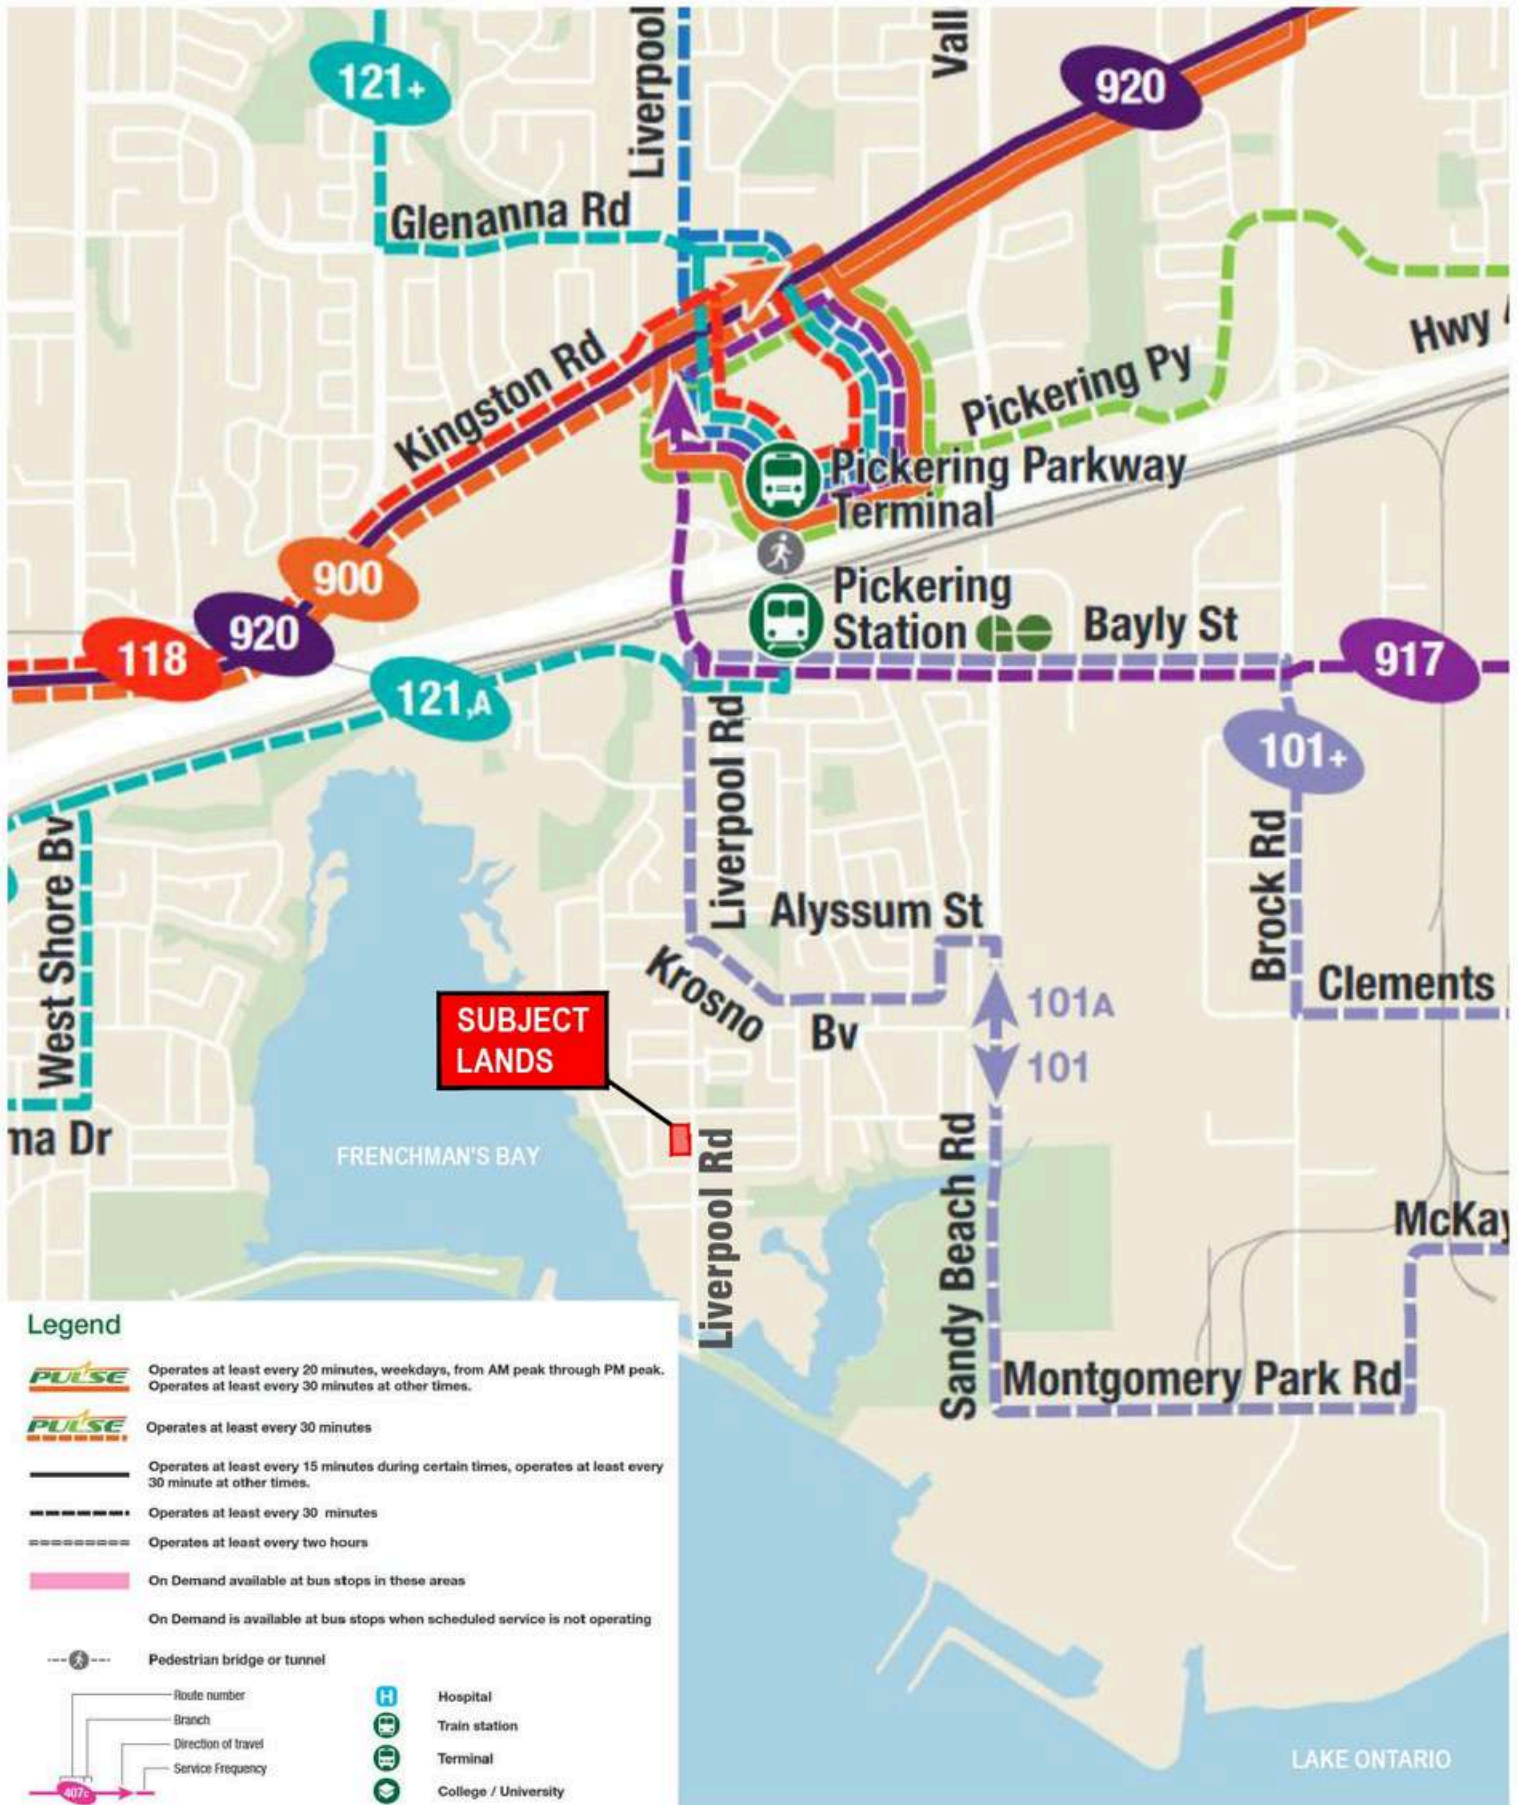 121+
Liverpool
Vall
920
Glenanna Rd
Kingston Rd
Hwy
Pickering Py
Pickering Parkway
Terminal
900
920
118
Pickering
Station
Bayly St
917
121,A
101+
Liverpool Rd
West Shore Bv
Alyssum St
Brock Rd
Krosno
Bv
Clements
101A
101
SUBJECT
LANDS
ma Dr
FRENCHMAN'S BAY
Liverpool Rd
Sandy Beach Rd
McKay
Montgomery Park Rd
Legend
PULSE
Operates at least every 20 minutes, weekdays, from AM peak through PM peak.
Operates at least every 30 minutes at other times.
PULSE
Operates at least every 30 minutes
Operates at least every 15 minutes during certain times, operates at least every
30 minute at other times.
Operates at least every 30 minutes
Operates at least every two hours
On Demand available at bus stops in these areas
On Demand is available at bus stops when scheduled service is not operating
Pedestrian bridge or tunnel
Route number
Branch
Direction of travel
Service Frequency
407c
H Hospital
Train station
Terminal
College / University
LAKE ONTARIO